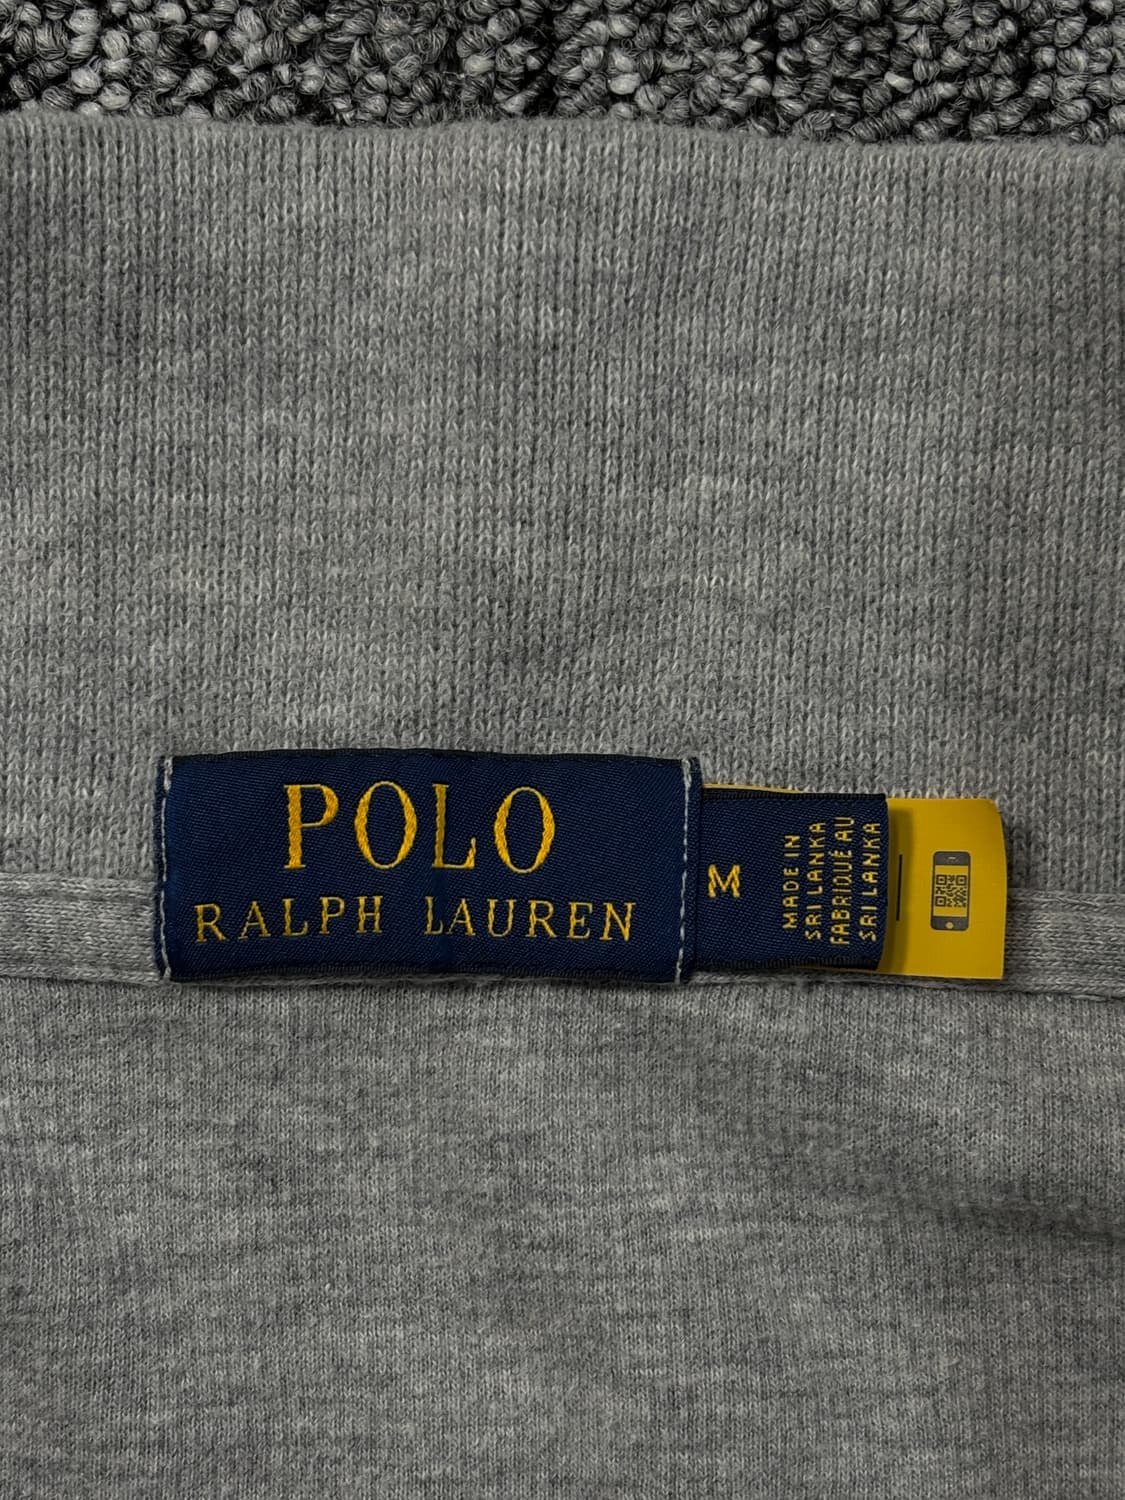 POLO
RALPH LAUREN
M
MADE IN
SRI LANKA
FABRIQUÉ AU
SRI LANKA